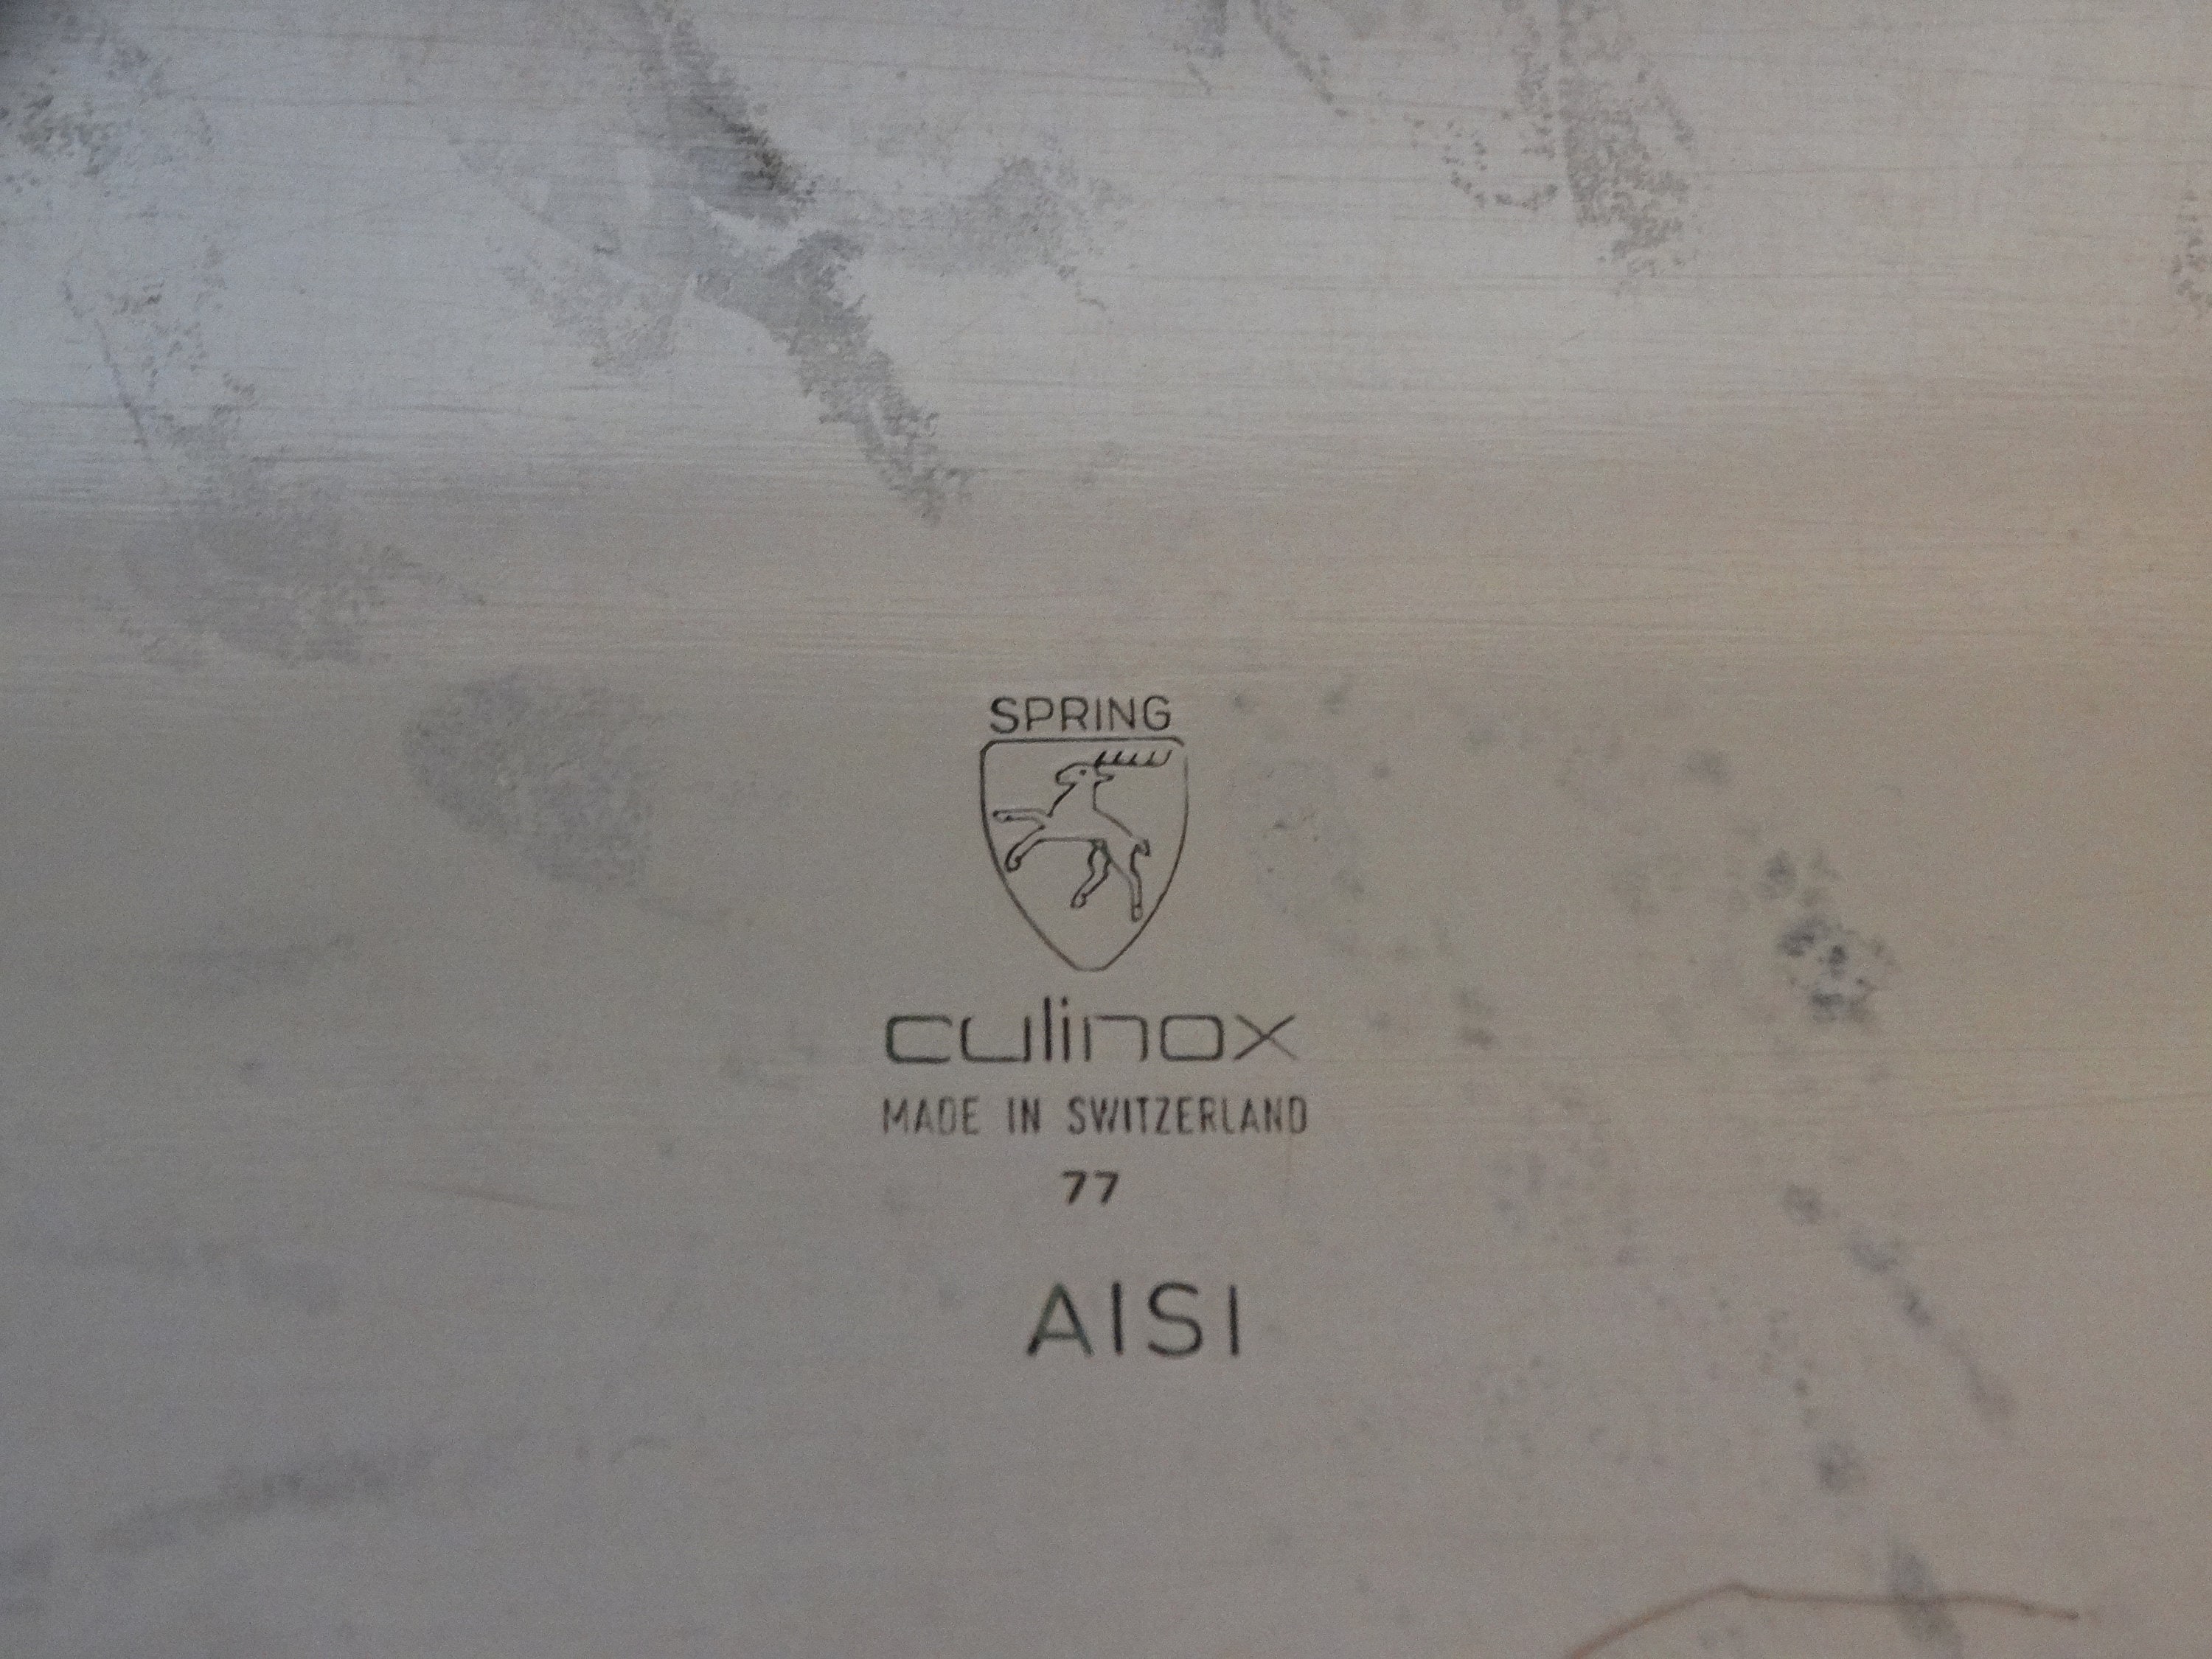 SPRING
culinox
MADE IN SWITZERLAND
77
AISI